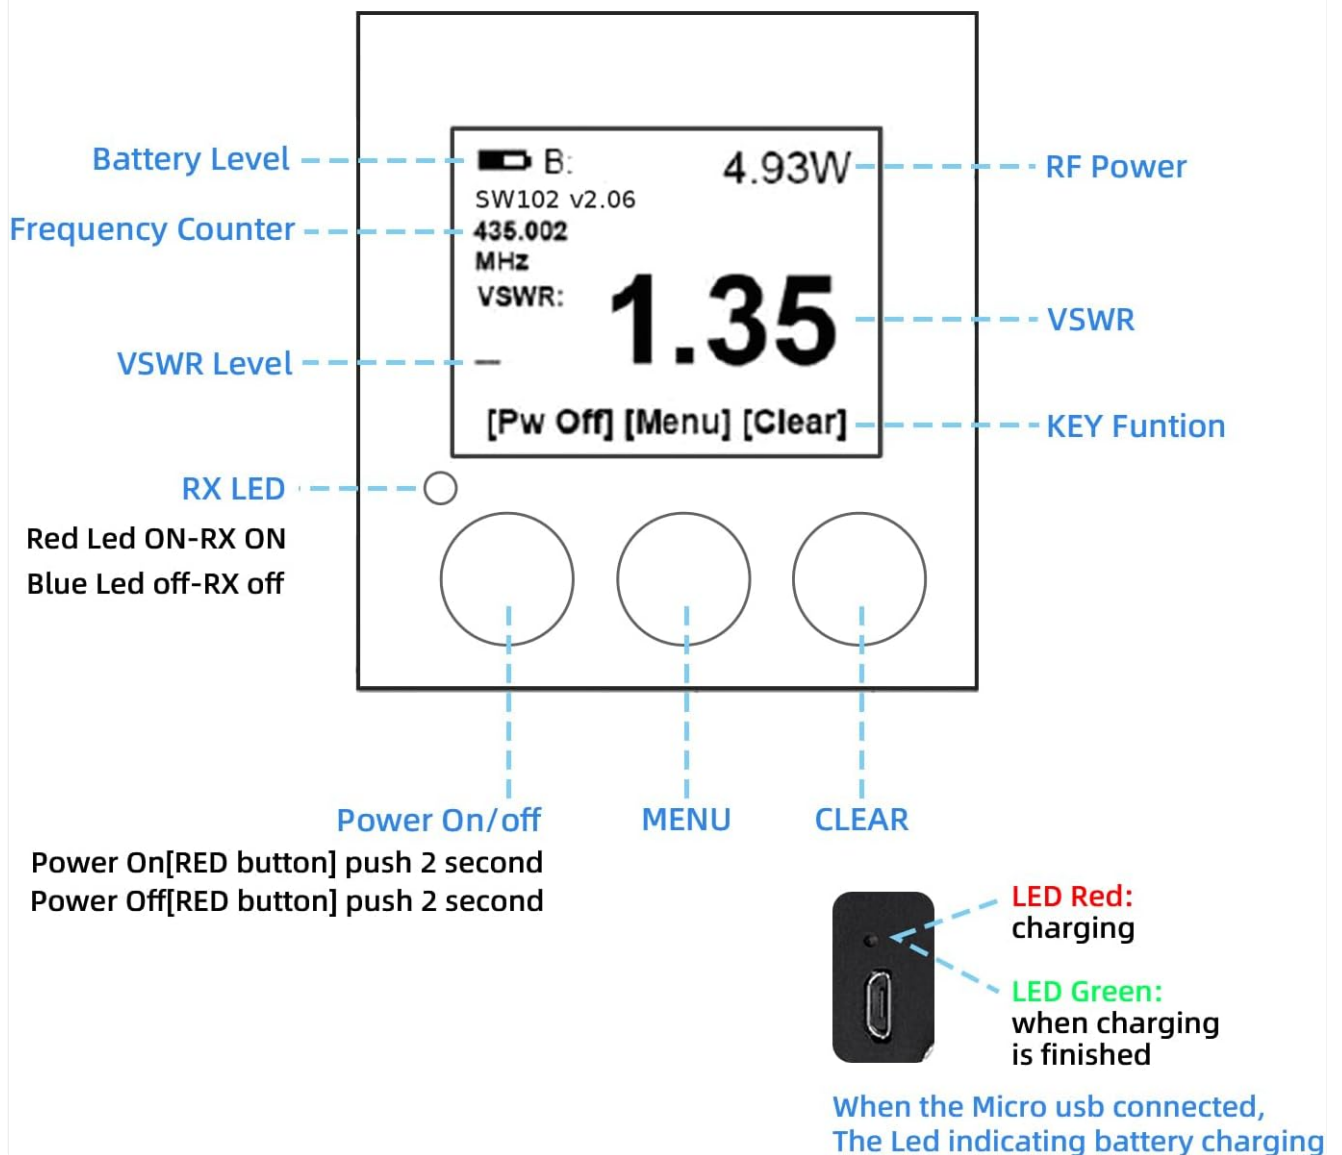 Battery Level
B:
4.93W
RF Power
SW102 v2.06
Frequency Counter
435.002
MHz
VSWR:
1.35
VSWR
VSWR Level
[Pw Off] [Menu] [Clear]
KEY Funtion
RX LED
Red Led ON-RX ON
Blue Led off-RX off
Power On/off
MENU
CLEAR
Power On[RED button] push 2 second
Power Off[RED button] push 2 second
LED Red:
charging
LED Green:
when charging
is finished
When the Micro usb connected,
The Led indicating battery charging